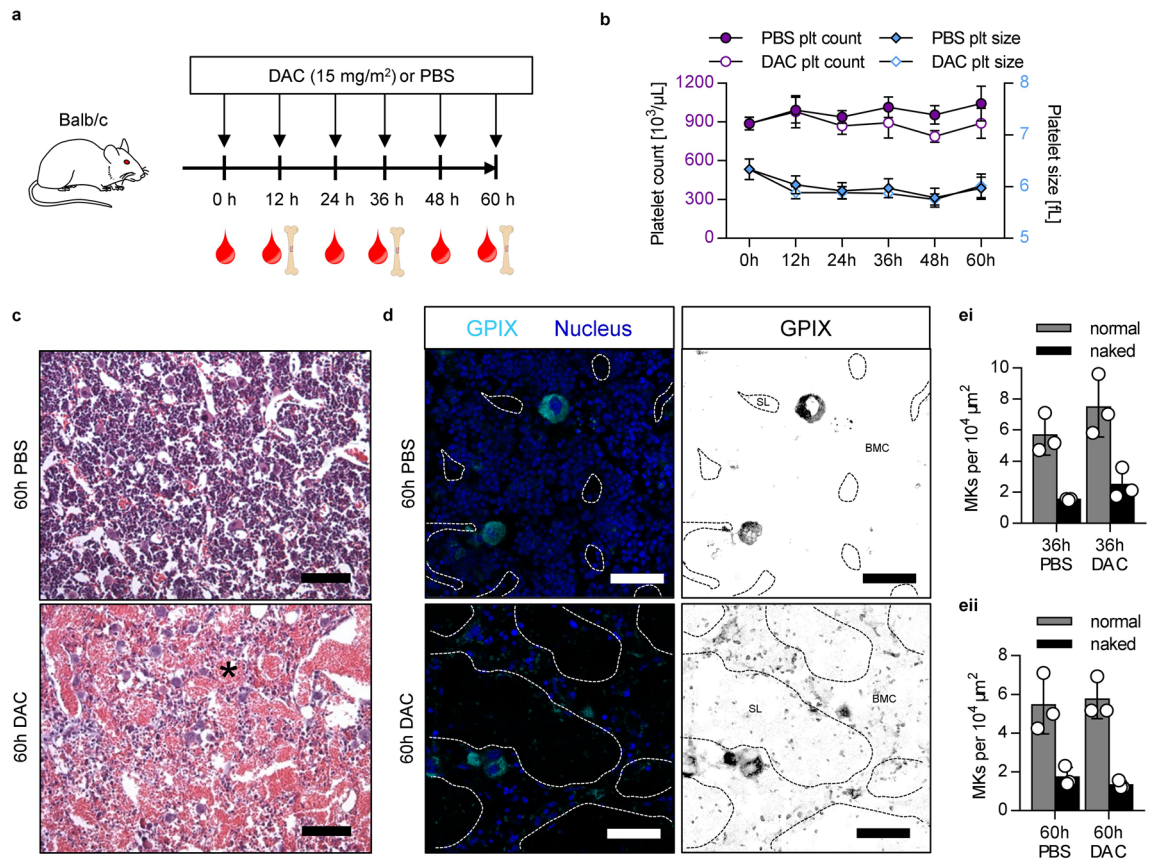 a
DAC (15 mg/m²) or PBS
Balb/c
0 h 12 h 24 h 36 h 48 h 60 h
b
PBS plt count PBS plt size
DAC plt count DAC plt size
Platelet count [10³/µL]
1200
900
600
300
0
8
7
6
5
Platelet size [fL]
0h 12h 24h 36h 48h 60h
c
60h PBS
60h DAC
*
d
GPIX Nucleus
GPIX
60h PBS
SL
BMC
60h DAC
SL
BMC
ei
normal
naked
MKs per 10⁴ µm²
10
8
6
4
2
0
36h PBS
36h DAC
eii
normal
naked
MKs per 10⁴ µm²
8
6
4
2
0
60h PBS
60h DAC